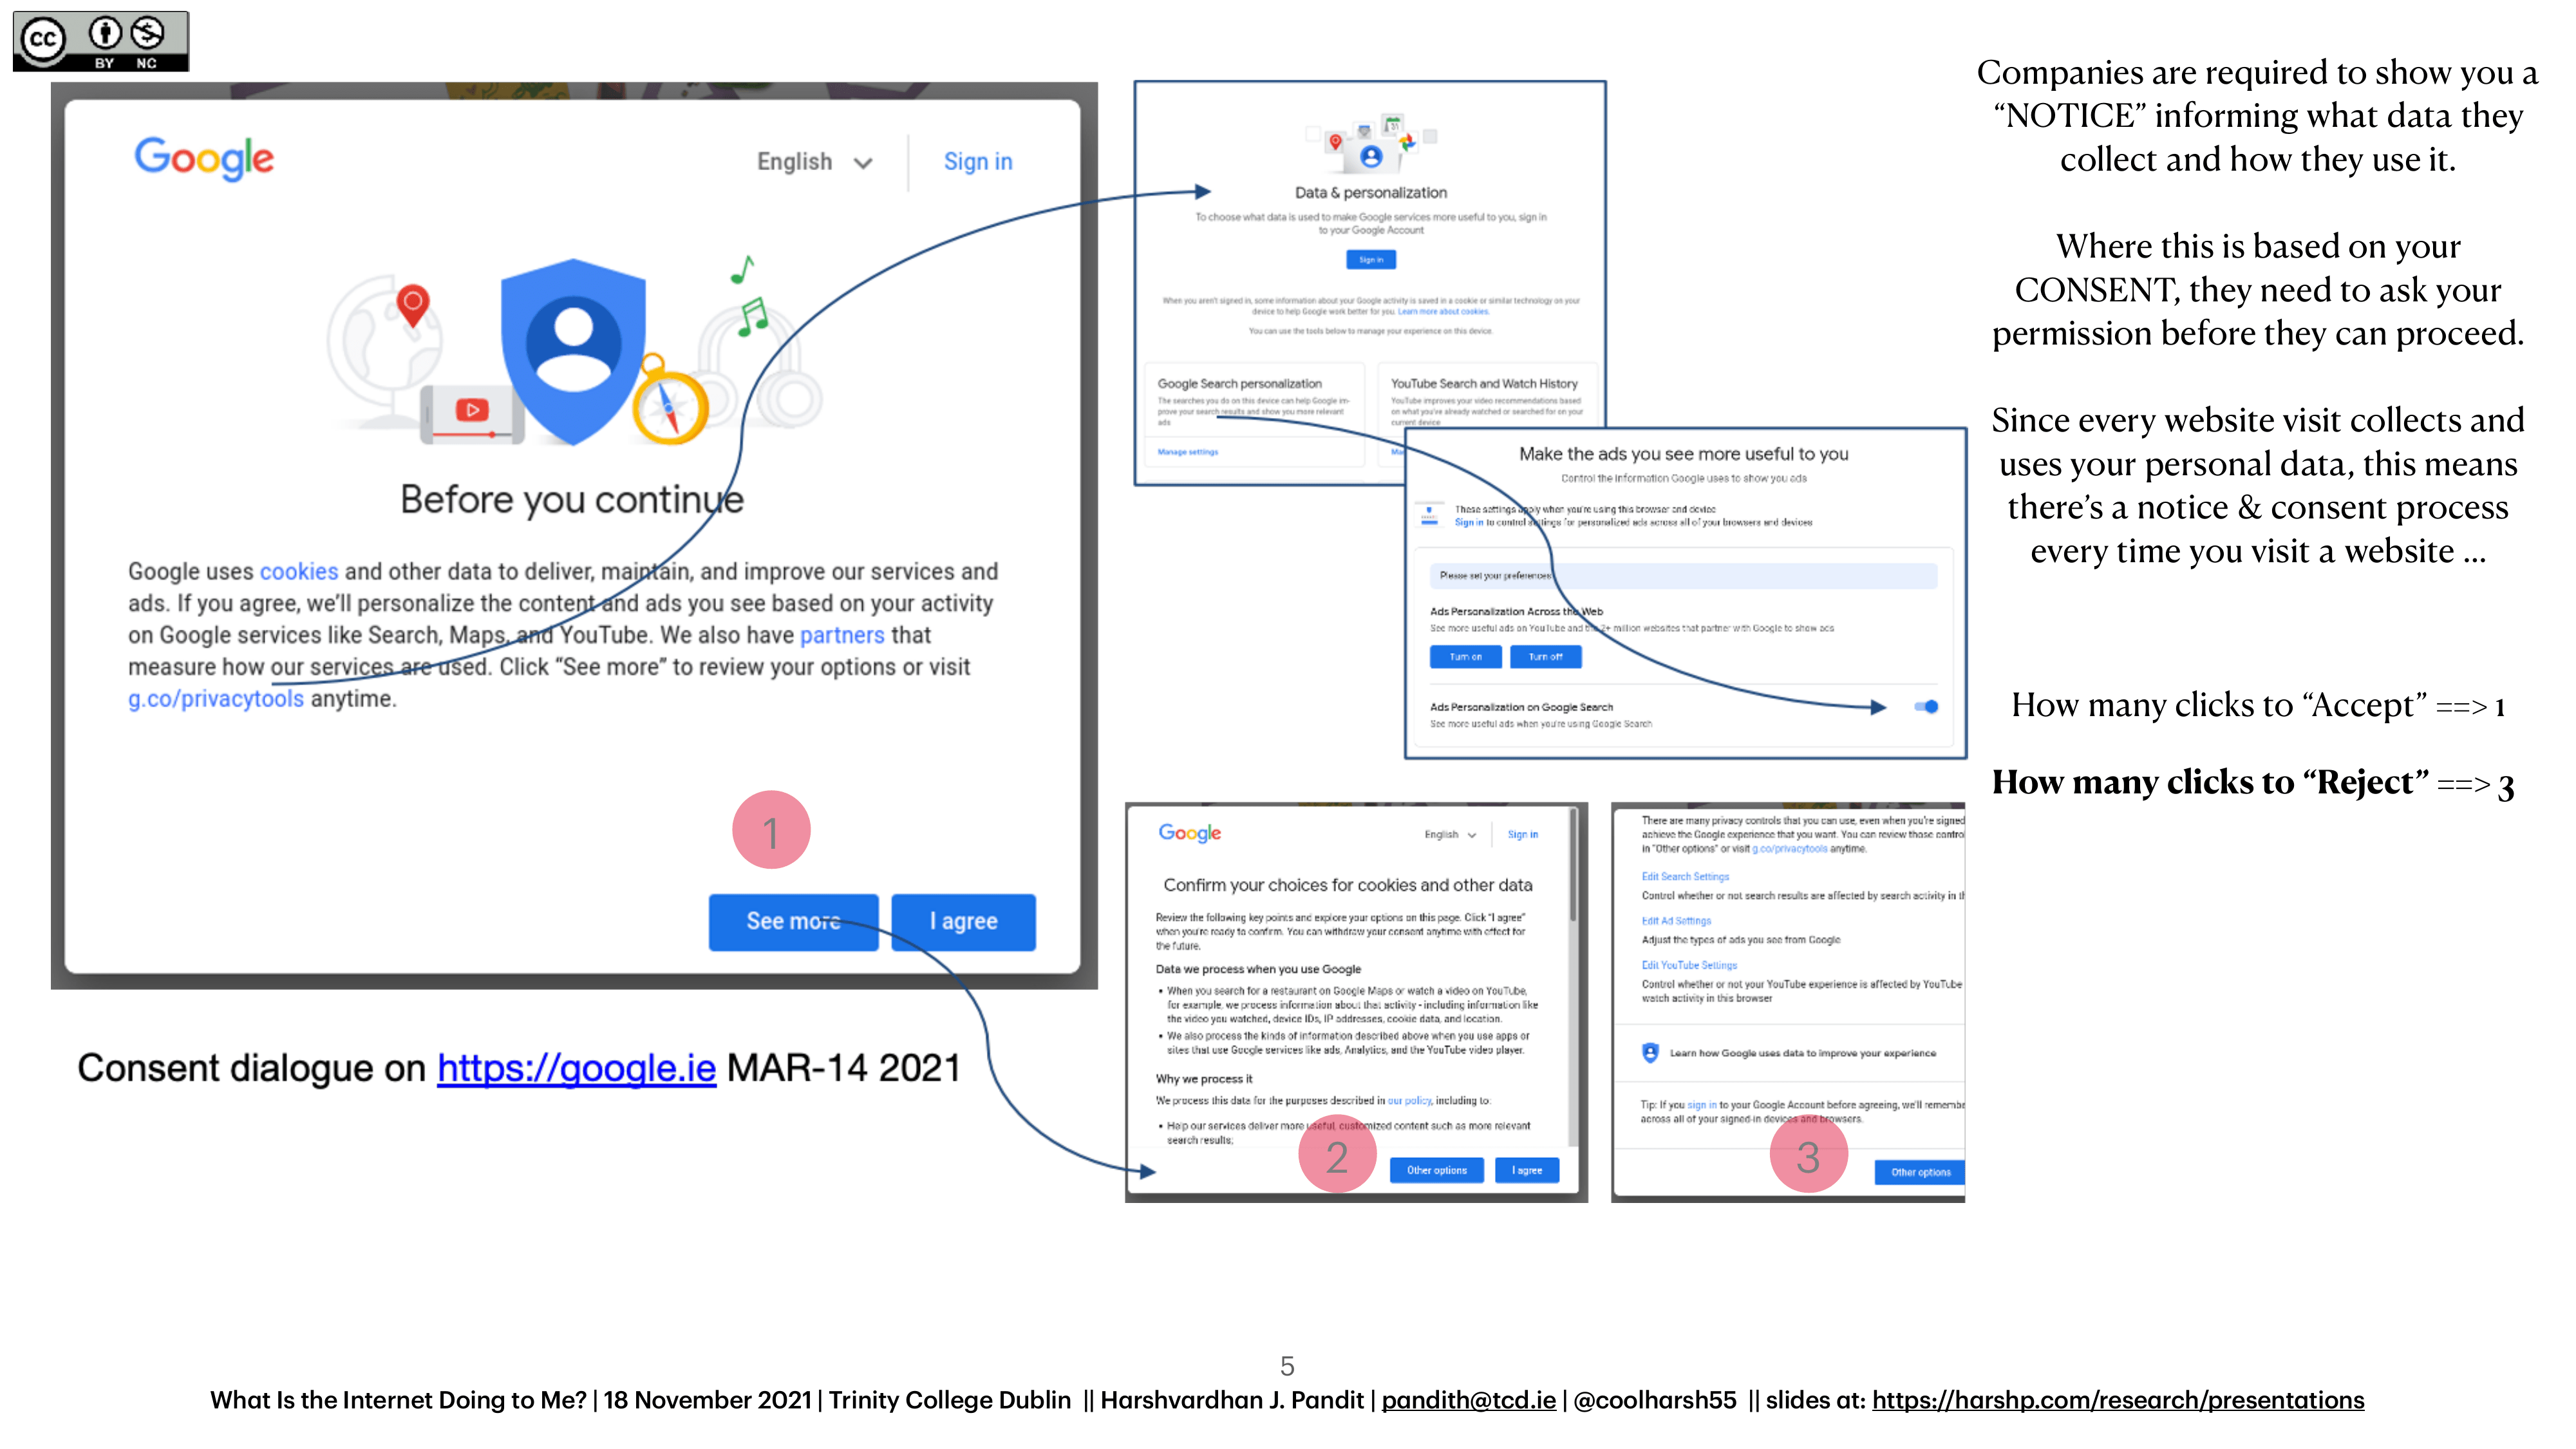 CC BY NC
Google
English
Sign in
Before you continue
Google uses cookies and other data to deliver, maintain, and improve our services and
ads. If you agree, we'll personalize the content and ads you see based on your activity
on Google services like Search, Maps, and YouTube. We also have partners that
measure how our services are used. Click “See more” to review your options or visit
g.co/privacytools anytime.
1
See more
I agree
Consent dialogue on https://google.ie MAR-14 2021
Data & personalization
To choose what data is used to make Google services more useful to you, sign in
to your Google Account
Sign in
When you aren't signed in, some information about your Google activity is saved in a cookie or similar technology on your
device to help Google work better for you. Learn more about cookies.
You can use the tools below to manage your experience on this device.
Google Search personalization
The searches you do on this device can help Google im-
prove your search results and show you more relevant
ads
Manage settings
YouTube Search and Watch History
YouTube improves your video recommendations based
on what you've already watched or searched for on your
current device
Ma
Make the ads you see more useful to you
Control the information Google uses to show you ads
These settings apply when you're using this browser and device
Sign in to control settings for personalized ads across all of your browsers and devices
Please set your preferences
Ads Personalization Across the Web
See more useful ads on YouTube and the 2+ million websites that partner with Google to show ads
Turn on
Turn off
Ads Personalization on Google Search
See more useful ads when you're using Google Search
Google
English
Sign in
Confirm your choices for cookies and other data
Review the following key points and explore your options on this page. Click “I agree”
when you're ready to confirm. You can withdraw your consent anytime with effect for
the future.
Data we process when you use Google
• When you search for a restaurant on Google Maps or watch a video on YouTube,
for example, we process information about that activity - including information like
the video you watched, device IDs, IP addresses, cookie data, and location.
• We also process the kinds of information described above when you use apps or
sites that use Google services like ads, Analytics, and the YouTube video player.
Why we process it
We process this data for the purposes described in our policy, including to:
• Help our services deliver more useful, customized content such as more relevant
search results;
2
Other options
I agree
There are many privacy controls that you can use, even when you're signed
achieve the Google experience that you want. You can review those contro
in “Other options” or visit g.co/privacytools anytime.
Edit Search Settings
Control whether or not search results are affected by search activity in th
Edit Ad Settings
Adjust the types of ads you see from Google
Edit YouTube Settings
Control whether or not your YouTube experience is affected by YouTube
watch activity in this browser
Learn how Google uses data to improve your experience
Tip: If you sign in to your Google Account before agreeing, we'll remembe
across all of your signed-in devices and browsers.
3
Other options
Companies are required to show you a
“NOTICE” informing what data they
collect and how they use it.
Where this is based on your
CONSENT, they need to ask your
permission before they can proceed.
Since every website visit collects and
uses your personal data, this means
there’s a notice & consent process
every time you visit a website ...
How many clicks to “Accept” ==> 1
How many clicks to “Reject” ==> 3
5
What Is the Internet Doing to Me? | 18 November 2021 | Trinity College Dublin || Harshvardhan J. Pandit | pandith@tcd.ie | @coolharsh55 || slides at: https://harshp.com/research/presentations